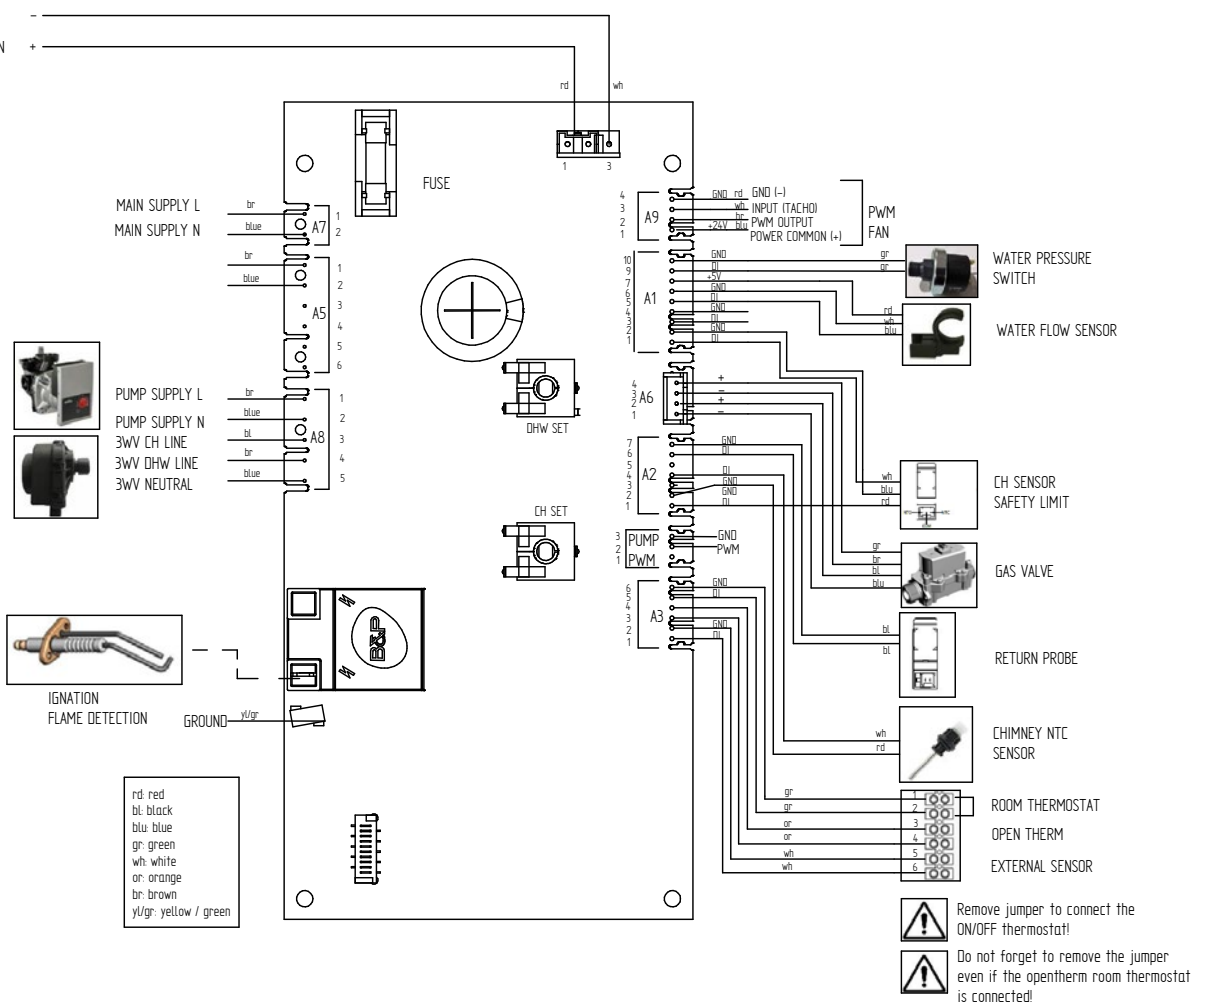 -
N +
rd wh
1 3
FUSE
MAIN SUPPLY L br
MAIN SUPPLY N blue
A7
1
2
br
blue
A5
1
2
3
4
5
6
PUMP SUPPLY L br
PUMP SUPPLY N blue
3WV CH LINE bl
3WV DHW LINE br
3WV NEUTRAL blue
A8
1
2
3
4
5
DHW SET
CH SET
B&P
IGNATION
FLAME DETECTION
GROUND yl/gr
rd: red
bl: black
blu: blue
gr: green
wh: white
or: orange
br: brown
yl/gr: yellow / green
4
3
2
1
A9
GND rd GND (-)
wh INPUT (TACHO)
br PWM OUTPUT
+24V blu POWER COMMON (+)
PWM
FAN
10
9
7
6
5
4
3
2
1
A1
GND
DI
+5V
GND
DI
GND
DI
GND
DI
gr
gr
WATER PRESSURE
SWITCH
rd
wh
blu
WATER FLOW SENSOR
4
3
2
1
A6
+
-
+
-
7
6
5
4
3
2
1
A2
GND
DI
DI
GND
GND
DI
wh
blu
rd
CH SENSOR
SAFETY LIMIT
3
2
1
PUMP
PWM
GND
PWM
gr
br
bl
blu
GAS VALVE
6
5
4
3
2
1
A3
GND
DI
GND
DI
bl
bl
RETURN PROBE
wh
rd
CHIMNEY NTC
SENSOR
gr 1
gr 2
ROOM THERMOSTAT
or 3
or 4
OPEN THERM
wh 5
wh 6
EXTERNAL SENSOR
Remove jumper to connect the
ON/OFF thermostat!
Do not forget to remove the jumper
even if the opentherm room thermostat
is connected!